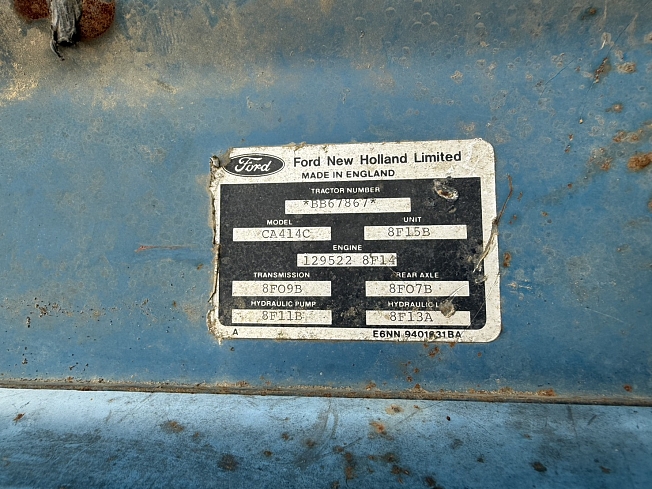 Ford Ford New Holland Limited
MADE IN ENGLAND
TRACTOR NUMBER
*BB67867*
MODEL UNIT
CA414C 8F15B
ENGINE
129522 8F14
TRANSMISSION REAR AXLE
8F09B 8F07B
HYDRAULIC PUMP HYDRAULIC
8F11B 8F13A
A E6NN 9401031BA